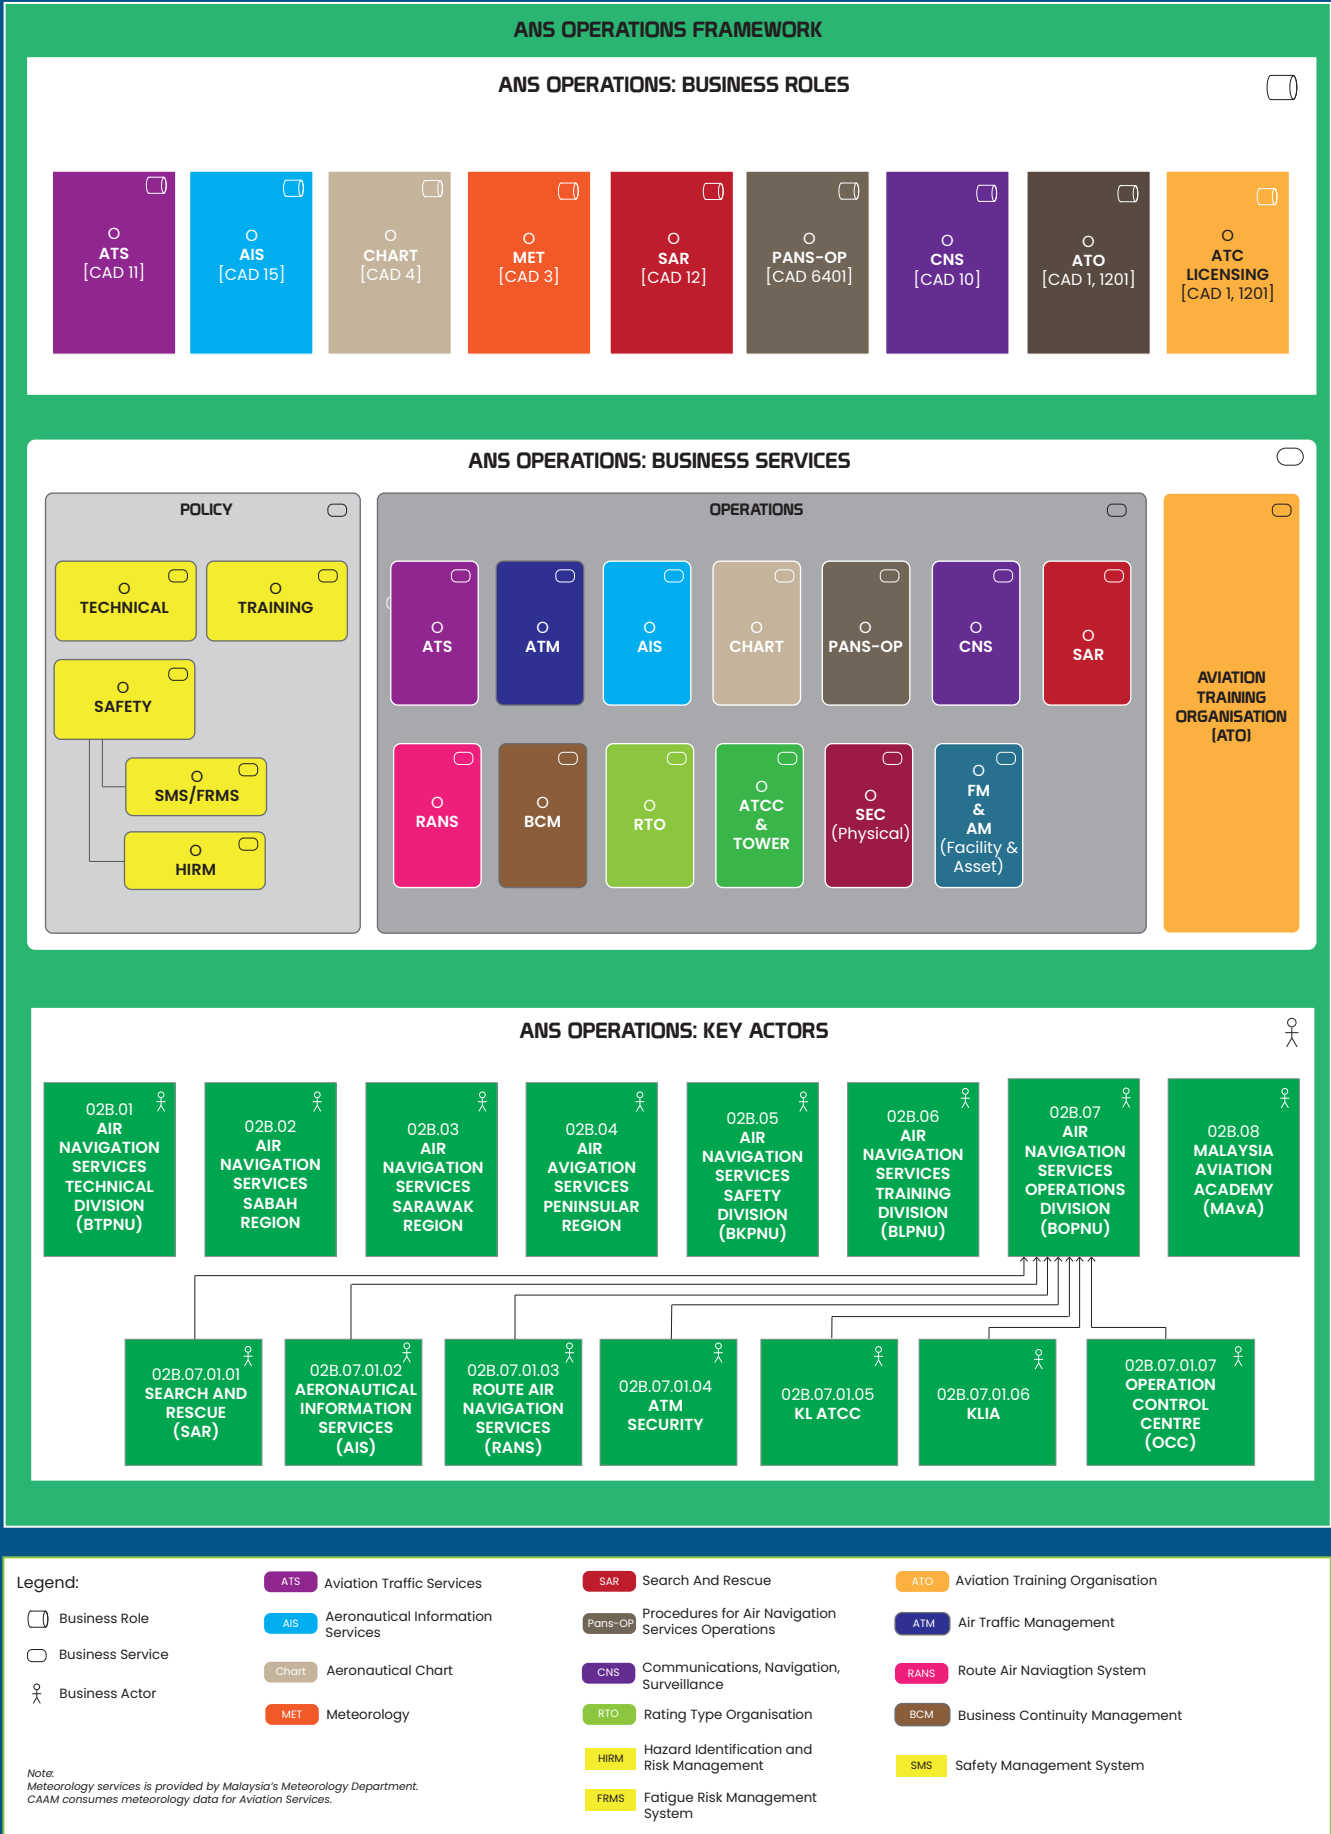 ANS OPERATIONS FRAMEWORK
ANS OPERATIONS: BUSINESS ROLES
ATS
[CAD 11]
AIS
[CAD 15]
CHART
[CAD 4]
MET
[CAD 3]
SAR
[CAD 12]
PANS-OP
[CAD 6401]
CNS
[CAD 10]
ATO
[CAD 1, 1201]
ATC
LICENSING
[CAD 1, 1201]
ANS OPERATIONS: BUSINESS SERVICES
POLICY
TECHNICAL
TRAINING
SAFETY
SMS/FRMS
HIRM
OPERATIONS
ATS
ATM
AIS
CHART
PANS-OP
CNS
SAR
RANS
BCM
RTO
ATCC
&
TOWER
SEC
(Physical)
FM
&
AM
(Facility &
Asset)
AVIATION
TRAINING
ORGANISATION
(ATO)
ANS OPERATIONS: KEY ACTORS
02B.01
AIR
NAVIGATION
SERVICES
TECHNICAL
DIVISION
(BTPNU)
02B.02
AIR
NAVIGATION
SERVICES
SABAH
REGION
02B.03
AIR
NAVIGATION
SERVICES
SARAWAK
REGION
02B.04
AIR
AVIGATION
SERVICES
PENINSULAR
REGION
02B.05
AIR
NAVIGATION
SERVICES
SAFETY
DIVISION
(BKPNU)
02B.06
AIR
NAVIGATION
SERVICES
TRAINING
DIVISION
(BLPNU)
02B.07
AIR
NAVIGATION
SERVICES
OPERATIONS
DIVISION
(BOPNU)
02B.08
MALAYSIA
AVIATION
ACADEMY
(MAvA)
02B.07.01.01
SEARCH AND
RESCUE
(SAR)
02B.07.01.02
AERONAUTICAL
INFORMATION
SERVICES
(AIS)
02B.07.01.03
ROUTE AIR
NAVIGATION
SERVICES
(RANS)
02B.07.01.04
ATM
SECURITY
02B.07.01.05
KL ATCC
02B.07.01.06
KLIA
02B.07.01.07
OPERATION
CONTROL
CENTRE
(OCC)
Legend:
Business Role
Business Service
Business Actor
ATS Aviation Traffic Services
AIS Aeronautical Information
Services
Chart Aeronautical Chart
MET Meteorology
SAR Search And Rescue
Pans-OP Procedures for Air Navigation
Services Operations
CNS Communications, Navigation,
Surveillance
RTO Rating Type Organisation
HIRM Hazard Identification and
Risk Management
FRMS Fatigue Risk Management
System
ATO Aviation Training Organisation
ATM Air Traffic Management
RANS Route Air Naviagtion System
BCM Business Continuity Management
SMS Safety Management System
Note:
Meteorology services is provided by Malaysia's Meteorology Department.
CAAM consumes meteorology data for Aviation Services.